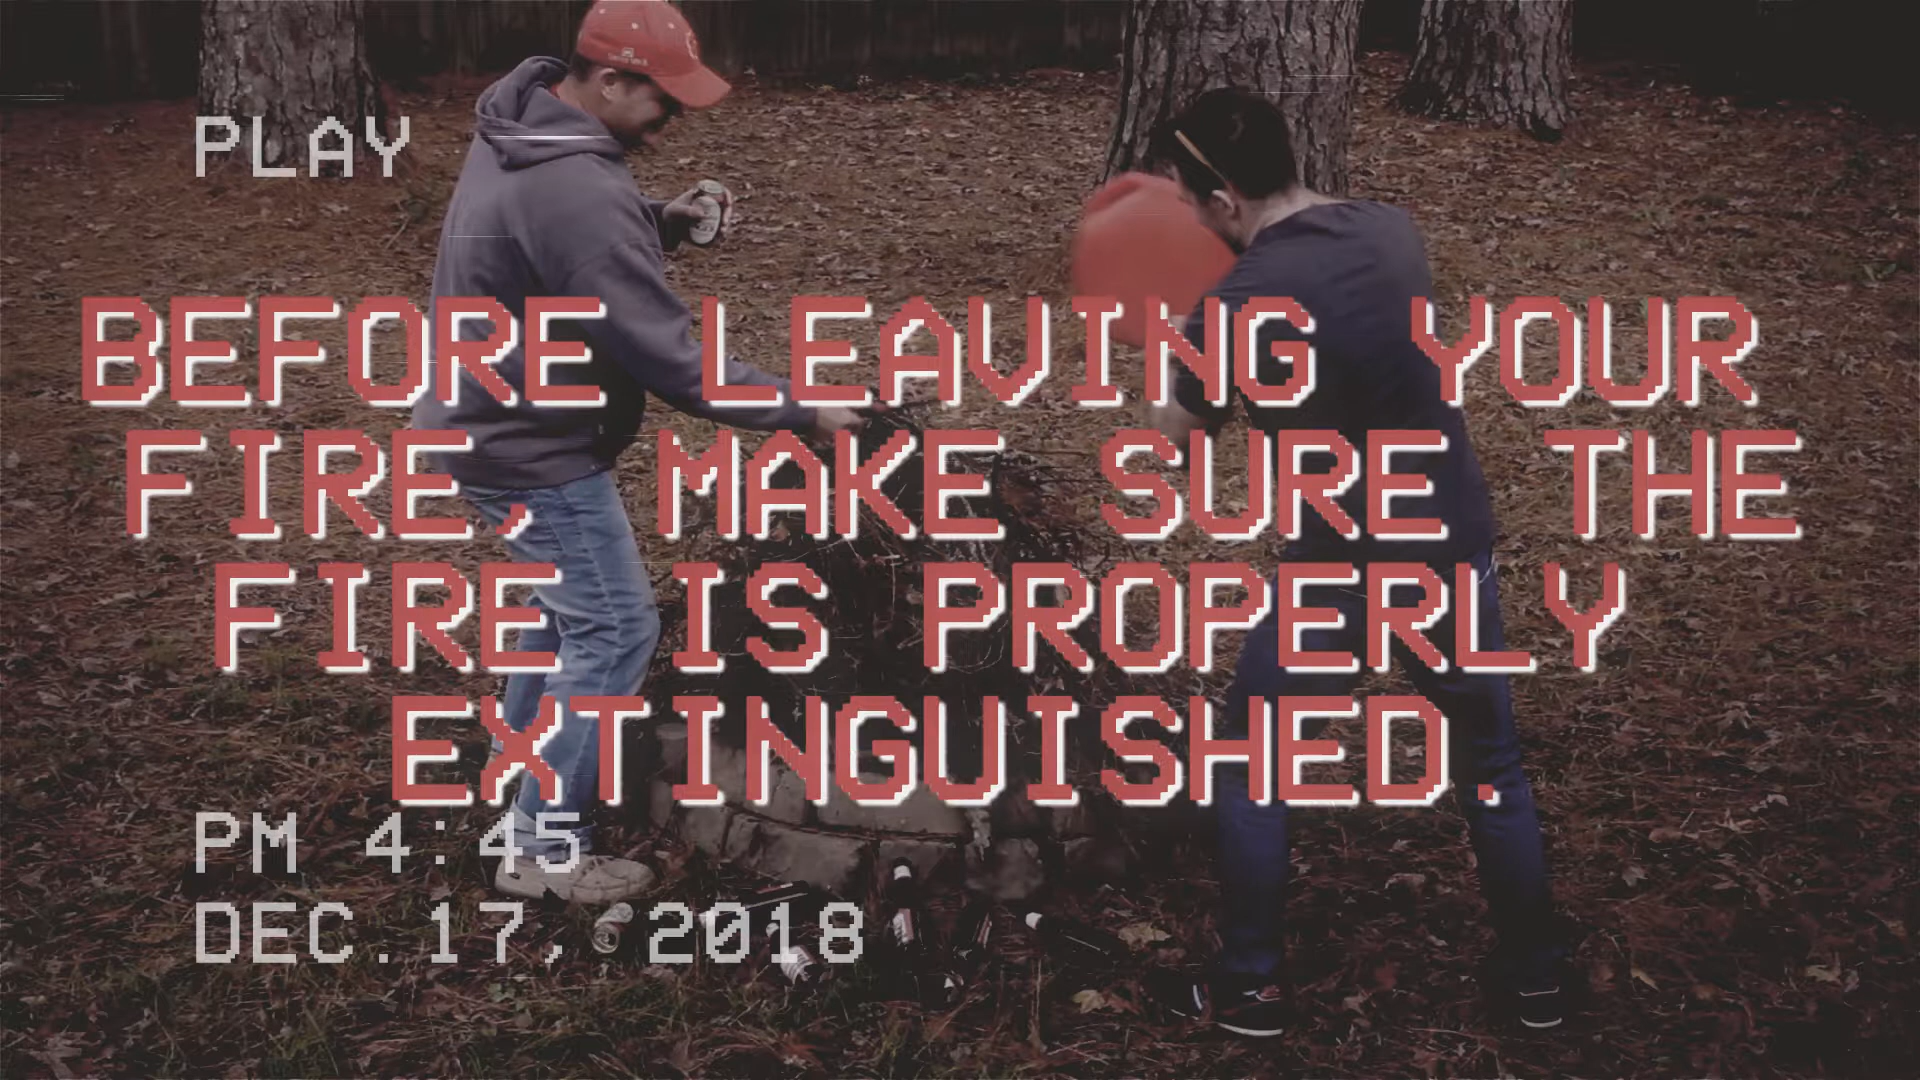 PLAY
BEFORE LEAVING YOUR
FIRE, MAKE SURE THE
FIRE IS PROPERLY
EXTINGUISHED.
PM 4:45
DEC.17, 2018